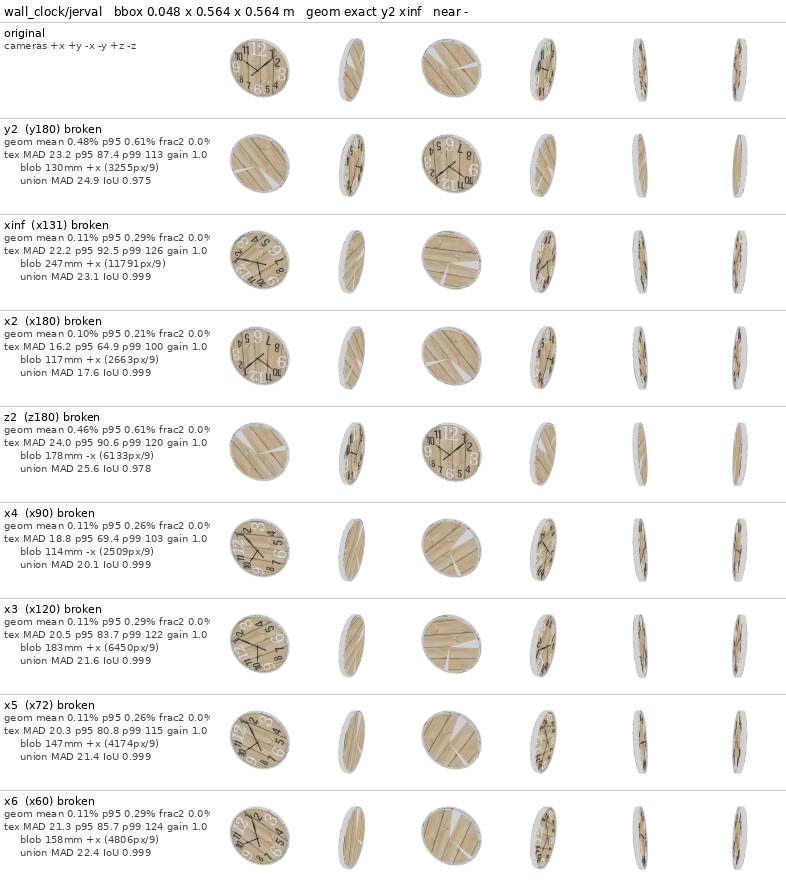 wall_clock/jerval bbox 0.048 x 0.564 x 0.564 m geom exact y2 xinf near -
original
cameras +x +y -x -y +z -z
y2 (y180) broken
geom mean 0.48% p95 0.61% frac2 0.0%
tex MAD 23.2 p95 87.4 p99 113 gain 1.0
blob 130mm +x (3255px/9)
union MAD 24.9 IoU 0.975
xinf (x131) broken
geom mean 0.11% p95 0.29% frac2 0.0%
tex MAD 22.2 p95 92.5 p99 126 gain 1.0
blob 247mm +x (11791px/9)
union MAD 23.1 IoU 0.999
x2 (x180) broken
geom mean 0.10% p95 0.21% frac2 0.0%
tex MAD 16.2 p95 64.9 p99 100 gain 1.0
blob 117mm +x (2663px/9)
union MAD 17.6 IoU 0.999
z2 (z180) broken
geom mean 0.46% p95 0.61% frac2 0.0%
tex MAD 24.0 p95 90.6 p99 120 gain 1.0
blob 178mm -x (6133px/9)
union MAD 25.6 IoU 0.978
x4 (x90) broken
geom mean 0.11% p95 0.26% frac2 0.0%
tex MAD 18.8 p95 69.4 p99 103 gain 1.0
blob 114mm -x (2509px/9)
union MAD 20.1 IoU 0.999
x3 (x120) broken
geom mean 0.11% p95 0.29% frac2 0.0%
tex MAD 20.5 p95 83.7 p99 122 gain 1.0
blob 183mm +x (6450px/9)
union MAD 21.6 IoU 0.999
x5 (x72) broken
geom mean 0.11% p95 0.26% frac2 0.0%
tex MAD 20.3 p95 80.8 p99 115 gain 1.0
blob 147mm +x (4174px/9)
union MAD 21.4 IoU 0.999
x6 (x60) broken
geom mean 0.11% p95 0.29% frac2 0.0%
tex MAD 21.3 p95 85.7 p99 124 gain 1.0
blob 158mm +x (4806px/9)
union MAD 22.4 IoU 0.999